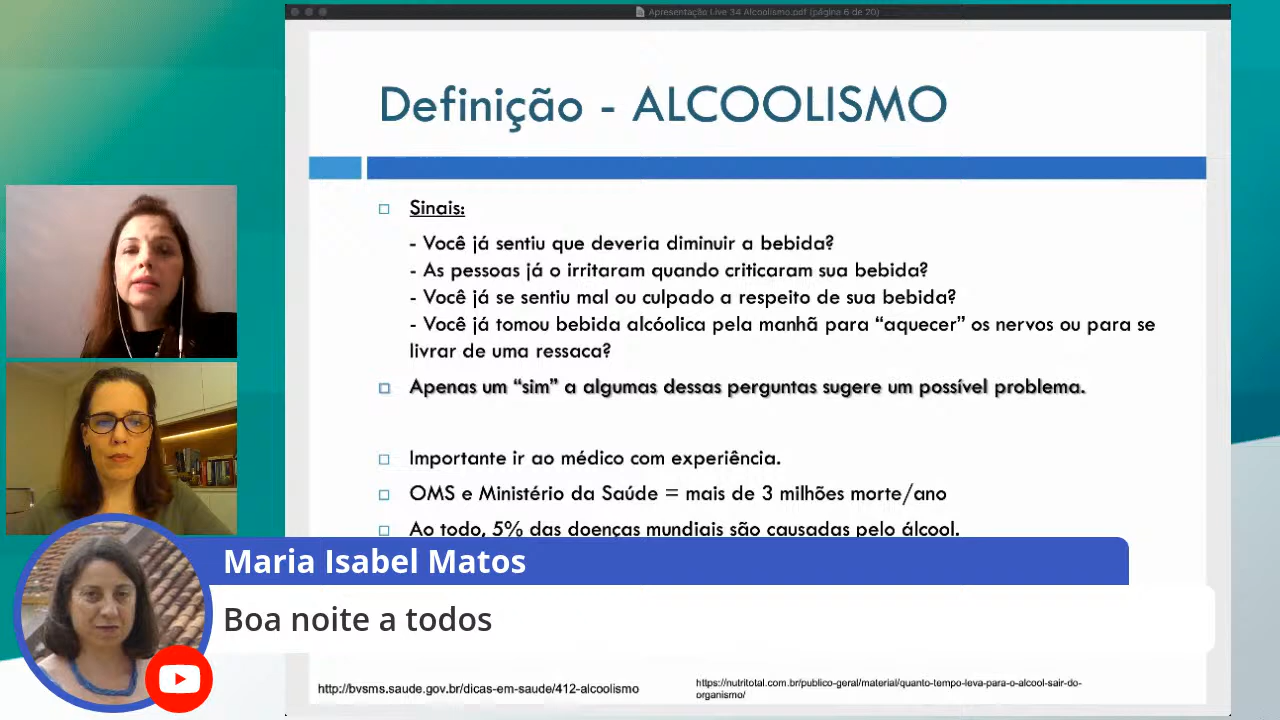 Apresentação Live 34 Alcoolismo.pdf (página 6 de 20)
Definição - ALCOOLISMO
Sinais:
- Você já sentiu que deveria diminuir a bebida?
- As pessoas já o irritaram quando criticaram sua bebida?
- Você já se sentiu mal ou culpado a respeito de sua bebida?
- Você já tomou bebida alcóolica pela manhã para “aquecer” os nervos ou para se
livrar de uma ressaca?
Apenas um “sim” a algumas dessas perguntas sugere um possível problema.
Importante ir ao médico com experiência.
OMS e Ministério da Saúde = mais de 3 milhões morte/ano
Ao todo, 5% das doenças mundiais são causadas pelo álcool.
Maria Isabel Matos
Boa noite a todos
http://bvsms.saude.gov.br/dicas-em-saude/412-alcoolismo
https://nutritotal.com.br/publico-geral/material/quanto-tempo-leva-para-o-alcool-sair-do-
organismo/